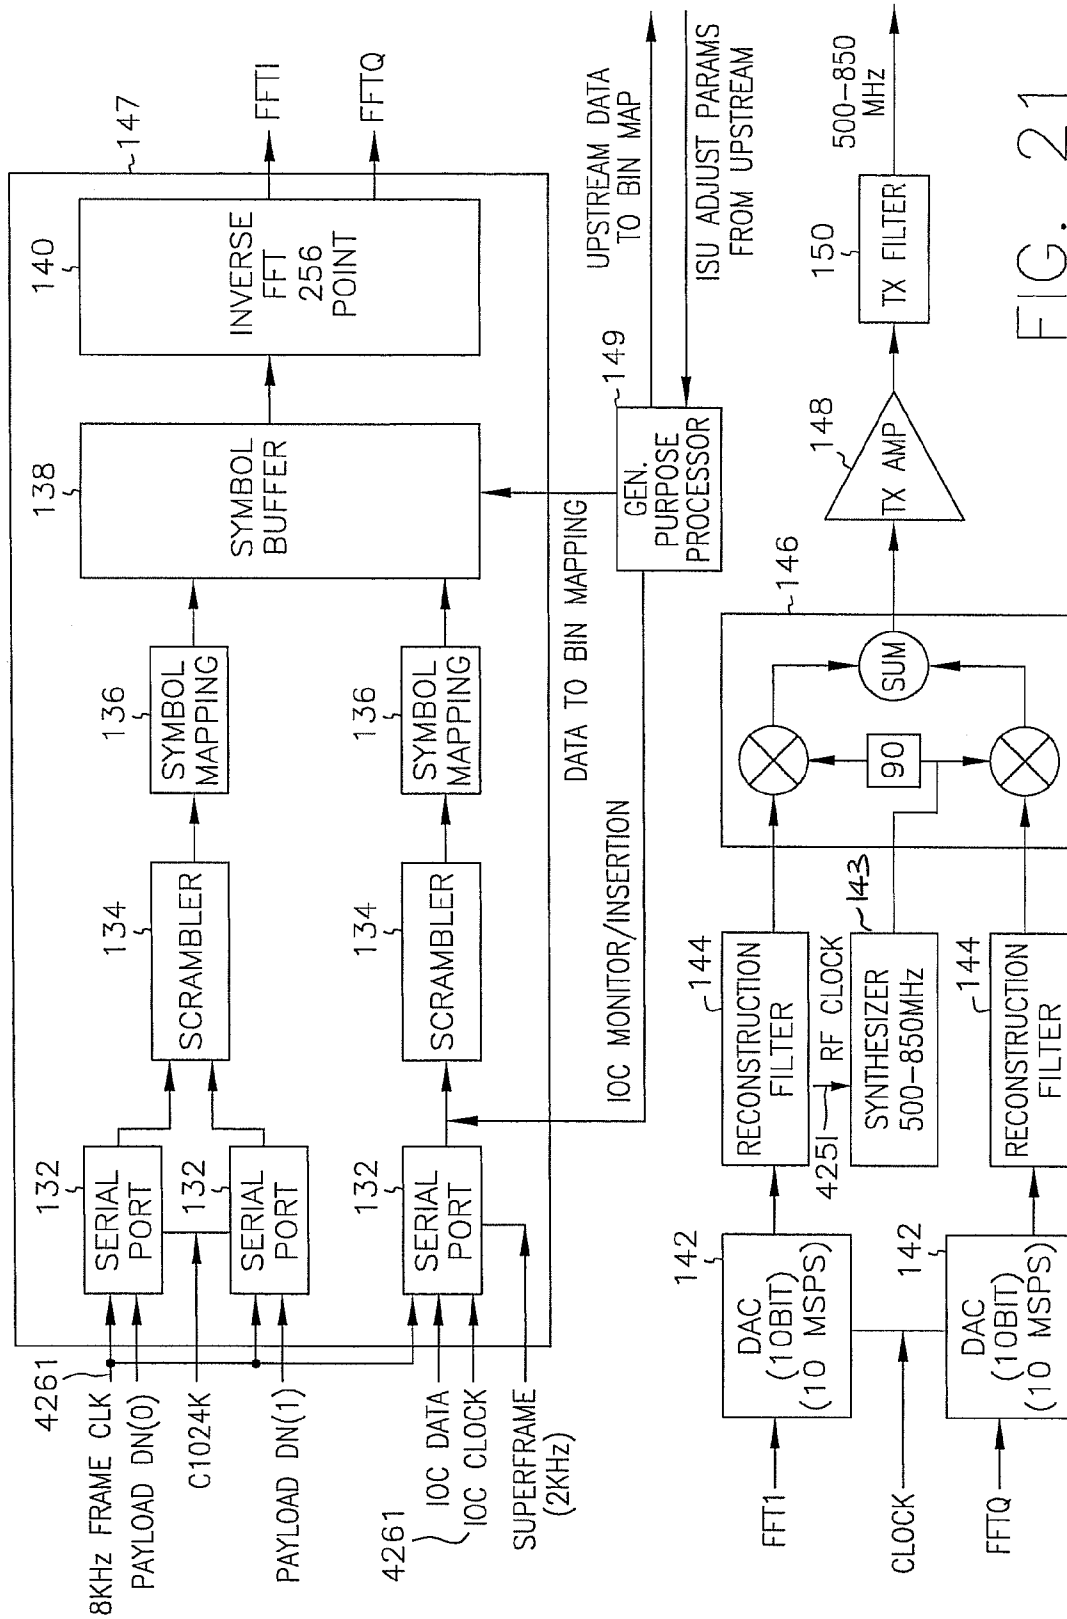 8KHz FRAME CLK
4261
PAYLOAD DN(0)
C1024K
PAYLOAD DN(1)
4261
IOC DATA
IOC CLOCK
SUPERFRAME
(2KHz)
132
SERIAL
PORT
132
SERIAL
PORT
132
SERIAL
PORT
134
SCRAMBLER
134
SCRAMBLER
136
SYMBOL
MAPPING
136
SYMBOL
MAPPING
138
SYMBOL
BUFFER
140
INVERSE
FFT
256
POINT
147
FFTI
FFTQ
IOC MONITOR/INSERTION
DATA TO BIN MAPPING
149
GEN.
PURPOSE
PROCESSOR
UPSTREAM DATA
TO BIN MAP
ISU ADJUST PARAMS
FROM UPSTREAM
FFT1
CLOCK
FFTQ
142
DAC
(10BIT)
(10 MSPS)
142
DAC
(10BIT)
(10 MSPS)
144
RECONSTRUCTION
FILTER
4251
RF CLOCK
143
SYNTHESIZER
500-850MHz
144
RECONSTRUCTION
FILTER
146
90
SUM
148
TX AMP
150
TX FILTER
500-850
MHz
FIG. 21